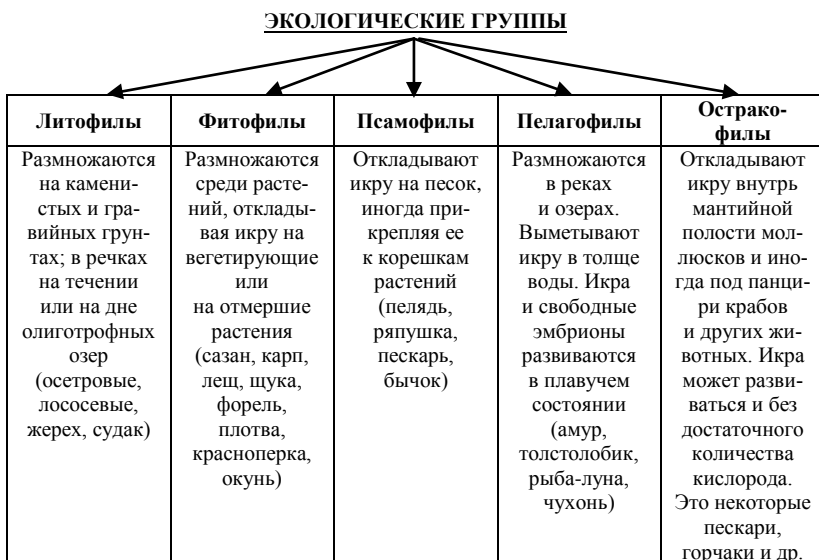 ЭКОЛОГИЧЕСКИЕ ГРУППЫ
Литофилы
Фитофилы
Псамофилы
Пелагофилы
Острако-
филы
Размножаются
на камени-
стых и гра-
вийных грун-
тах; в речках
на течении
или на дне
олиготрофных
озер
(осетровые,
лососевые,
жерех, судак)
Размножаются
среди расте-
ний, отклады-
вая икру на
вегетирующие
или
на отмершие
растения
(сазан, карп,
лещ, щука,
форель,
плотва,
красноперка,
окунь)
Откладывают
икру на песок,
иногда при-
крепляя ее
к корешкам
растений
(пелядь,
ряпушка,
пескарь,
бычок)
Размножаются
в реках
и озерах.
Выметывают
икру в толще
воды. Икра
и свободные
эмбрионы
развиваются
в плавучем
состоянии
(амур,
толстолобик,
рыба-луна,
чухонь)
Откладывают
икру внутрь
мантийной
полости мол-
люсков и ино-
гда под панци-
ри крабов
и других жи-
вотных. Икра
может разви-
ваться и без
достаточного
количества
кислорода.
Это некоторые
пескари,
горчаки и др.